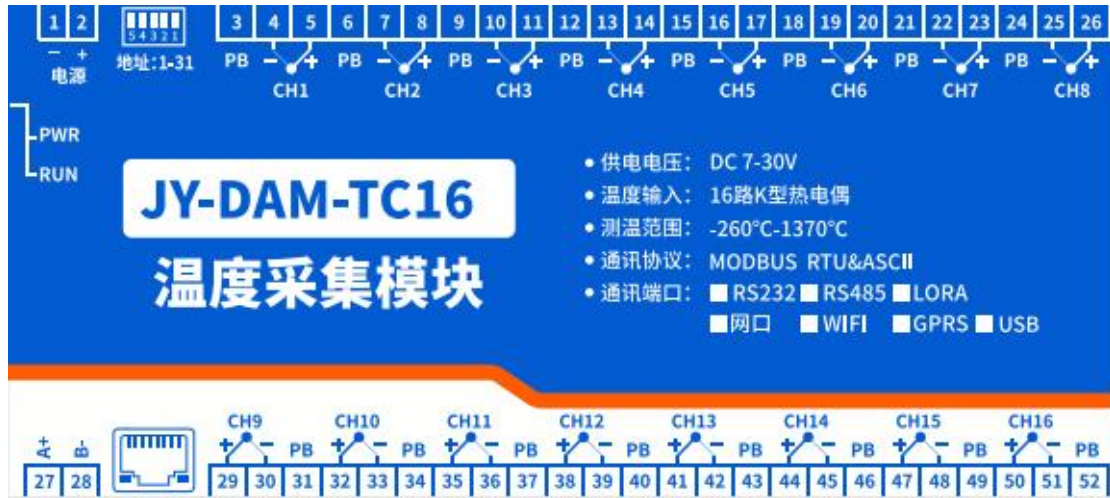 1 2 3 4 5 6 7 8 9 10 11 12 13 14 15 16 17 18 19 20 21 22 23 24 25 26
5 4 3 2 1
- + 地址:1-31 PB - + PB - + PB - + PB - + PB - + PB - + PB - + PB - +
电源 CH1 CH2 CH3 CH4 CH5 CH6 CH7 CH8
PWR
RUN
JY-DAM-TC16
温度采集模块
• 供电电压: DC 7-30V
• 温度输入: 16路K型热电偶
• 测温范围: -260℃-1370℃
• 通讯协议: MODBUS RTU&ASCII
• 通讯端口: RS232 RS485 LORA
网口 WIFI GPRS USB
CH9 CH10 CH11 CH12 CH13 CH14 CH15 CH16
A+ B- + - PB + - PB + - PB + - PB + - PB + - PB + - PB + - PB
27 28 29 30 31 32 33 34 35 36 37 38 39 40 41 42 43 44 45 46 47 48 49 50 51 52